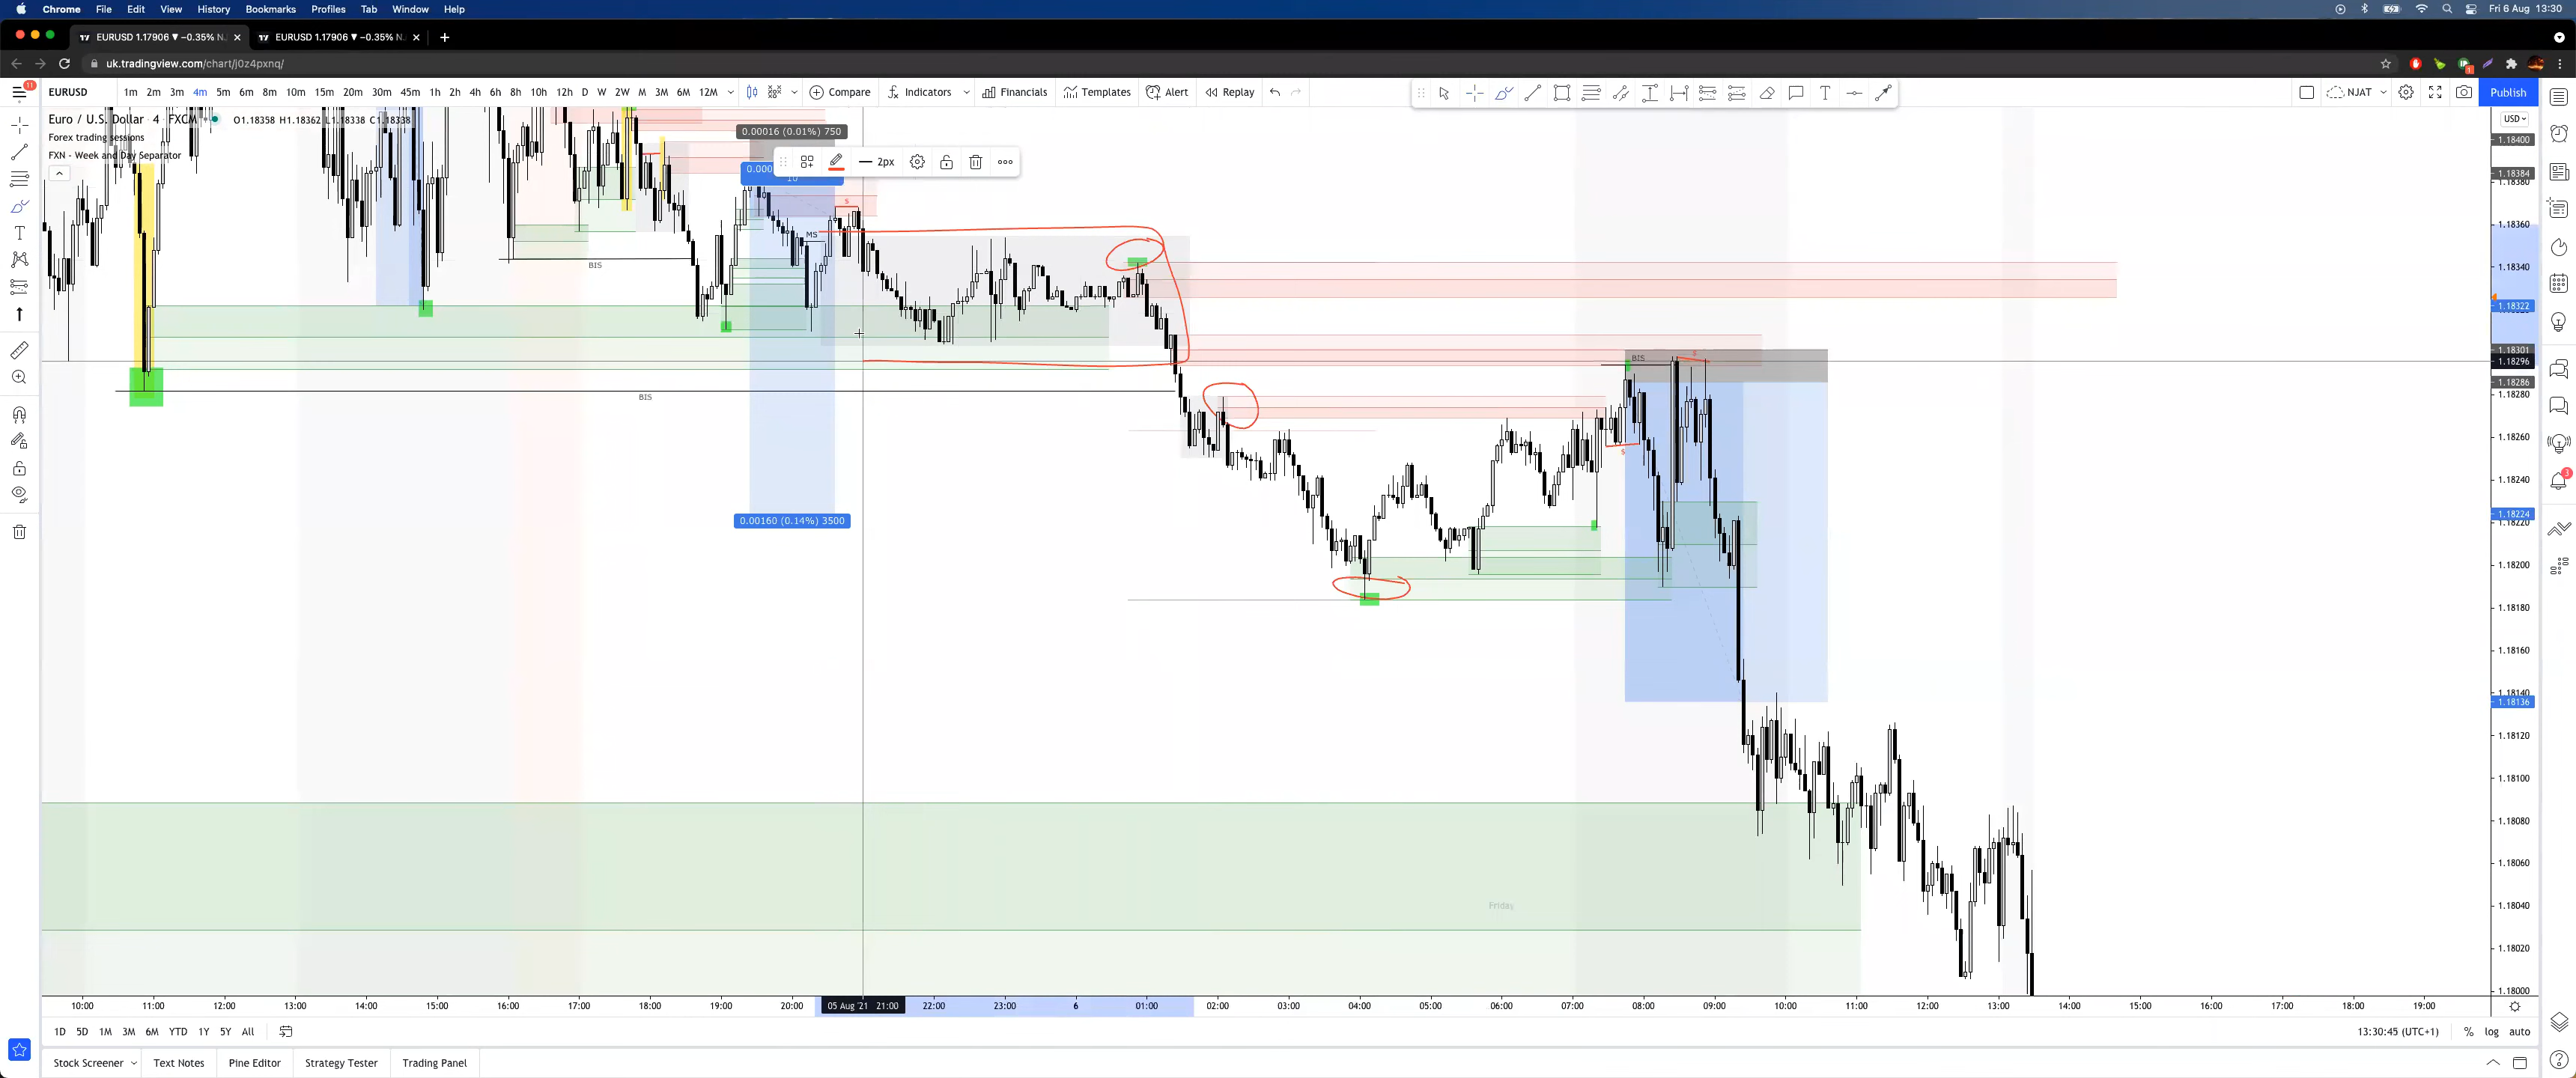 Chrome File Edit View History Bookmarks Profiles Tab Window Help Fri 6 Aug 13:30
EURUSD 1.17906 ▼ −0.35% N. EURUSD 1.17906 ▼ −0.35% N.
uk.tradingview.com/chart/j0z4pxnq/
11 EURUSD 1m 2m 3m 4m 5m 6m 8m 10m 15m 20m 30m 45m 1h 2h 4h 6h 8h 10h 12h D W M 3M 6M 12M Compare Indicators Financials Templates Alert Replay NJAT Publish
Euro / U.S. Dollar · 4 · FXCM O1.18358 H1.18362 L1.18338 C1.18338
Forex trading sessions
FXN - Week and Day Separator
USD
0.00016 (0.01%) 750
2px
1.18400
1.18384
1.18380
1.18360
1.18340
1.18322
1.18301
1.18296
1.18286
1.18280
1.18260
1.18240
1.18224
1.18220
1.18200
1.18180
1.18160
1.18140
1.18136
1.18120
1.18100
1.18080
1.18060
1.18040
1.18020
1.18000
$
MS
BIS
BIS
BIS
$
$
0.00160 (0.14%) 3500
3
Friday
10:00 11:00 12:00 13:00 14:00 15:00 16:00 17:00 18:00 19:00 20:00 05 Aug '21 21:00 22:00 23:00 6 01:00 02:00 03:00 04:00 05:00 06:00 07:00 08:00 09:00 10:00 11:00 12:00 13:00 14:00 15:00 16:00 17:00 18:00 19:00
1D 5D 1M 3M 6M YTD 1Y 5Y All 13:30:45 (UTC+1) % log auto
Stock Screener Text Notes Pine Editor Strategy Tester Trading Panel